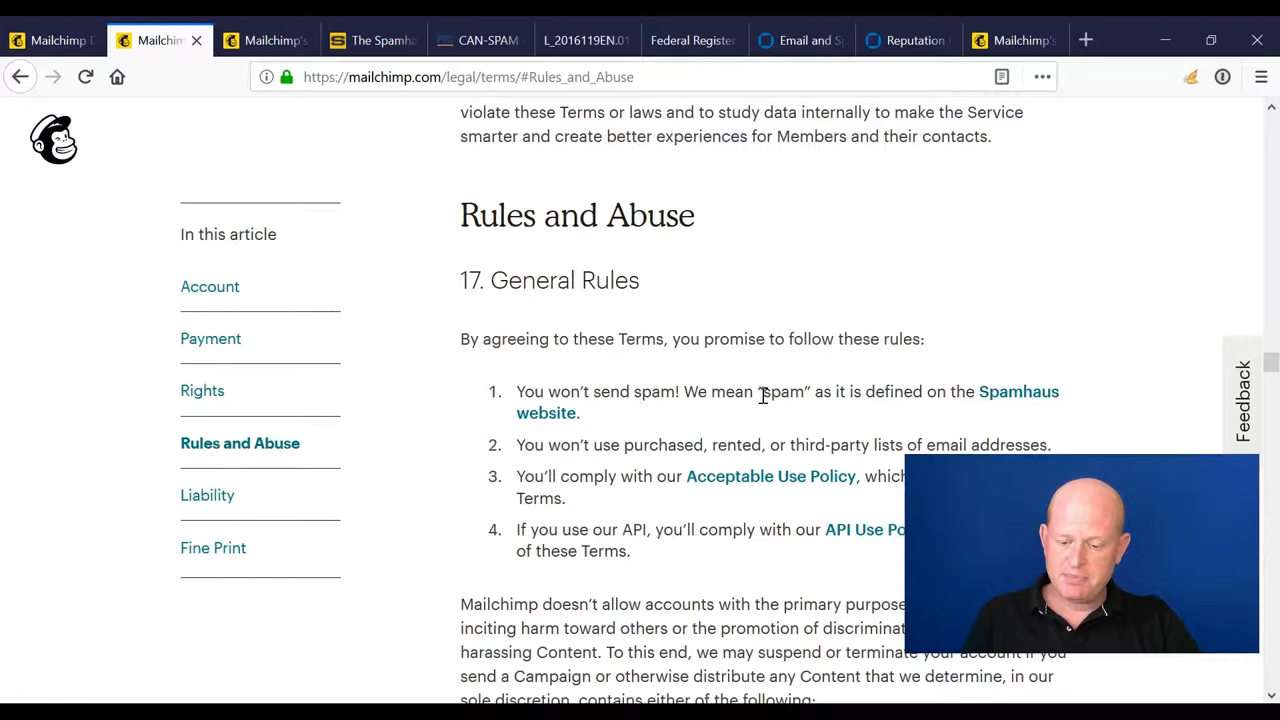 Mailchimp
Mailchim
Mailchimp's
The Spamha
CAN-SPAM
L_2016119EN.01
Federal Register
Email and Sp
Reputation
Mailchimp's
https://mailchimp.com/legal/terms/#Rules_and_Abuse
violate these Terms or laws and to study data internally to make the Service
smarter and create better experiences for Members and their contacts.
Rules and Abuse
In this article
Account
Payment
Rights
Rules and Abuse
Liability
Fine Print
17. General Rules
By agreeing to these Terms, you promise to follow these rules:
1. You won’t send spam! We mean “spam” as it is defined on the Spamhaus
website.
2. You won’t use purchased, rented, or third-party lists of email addresses.
3. You’ll comply with our Acceptable Use Policy, which
Terms.
4. If you use our API, you’ll comply with our API Use Po
of these Terms.
Mailchimp doesn’t allow accounts with the primary purpose
inciting harm toward others or the promotion of discriminat
harassing Content. To this end, we may suspend or terminate your account if you
send a Campaign or otherwise distribute any Content that we determine, in our
sole discretion, contains either of the following:
Feedback